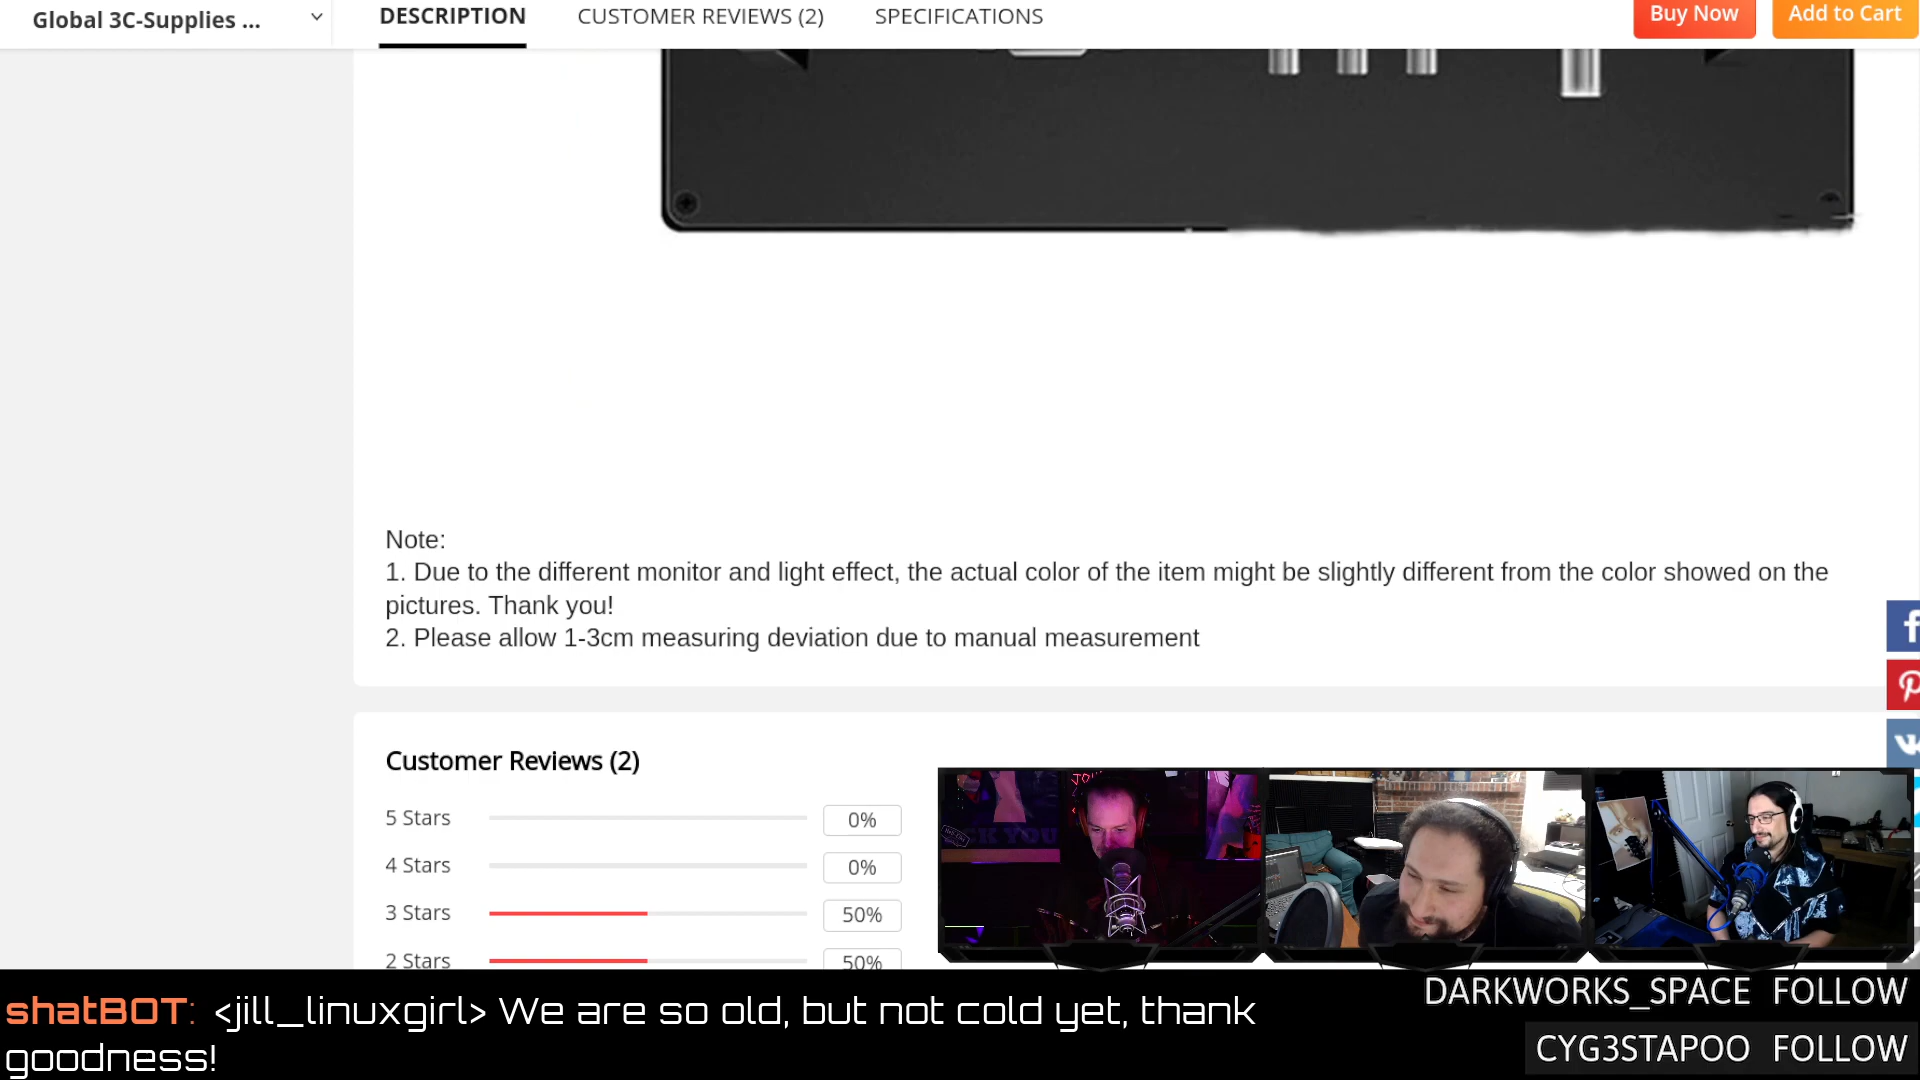 Global 3C-Supplies ...
DESCRIPTION
CUSTOMER REVIEWS (2)
SPECIFICATIONS
Buy Now
Add to Cart
Note:
1. Due to the different monitor and light effect, the actual color of the item might be slightly different from the color showed on the
pictures. Thank you!
2. Please allow 1-3cm measuring deviation due to manual measurement
Customer Reviews (2)
5 Stars 0%
4 Stars 0%
3 Stars 50%
2 Stars 50%
shatBOT: <jill_linuxgirl> We are so old, but not cold yet, thank
goodness!
DARKWORKS_SPACE FOLLOW
CYG3STAPOO FOLLOW